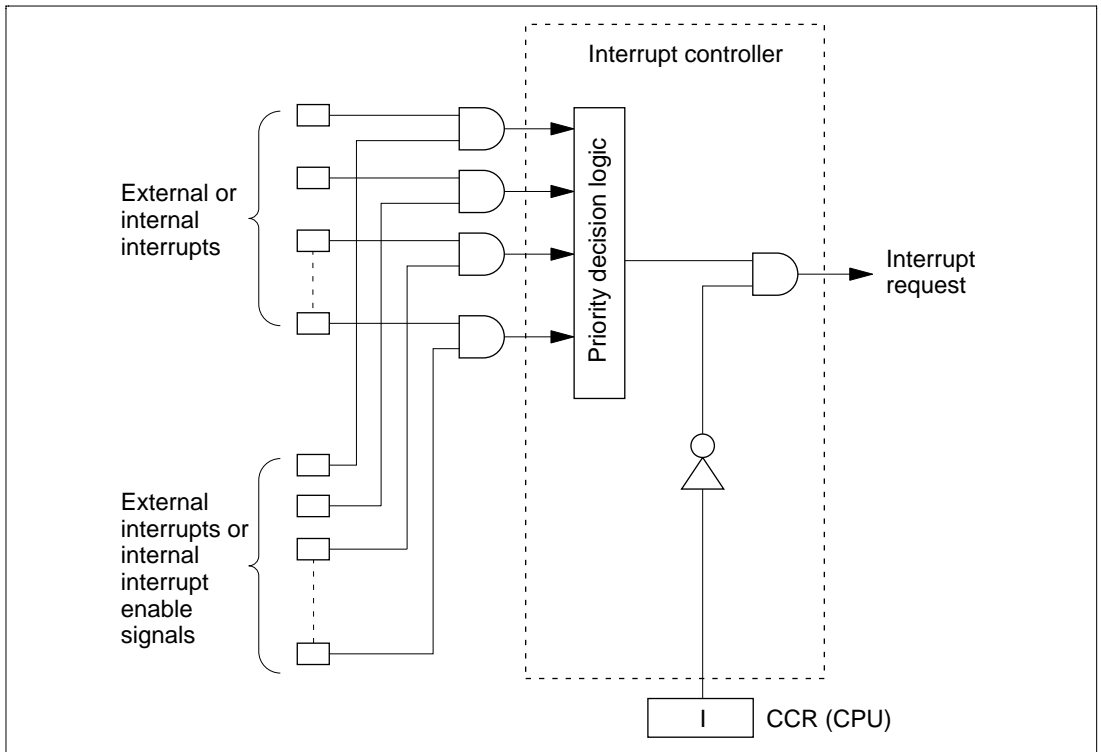 Interrupt controller
External or
internal
interrupts
Priority decision logic
Interrupt
request
External
interrupts or
internal
interrupt
enable
signals
I
CCR (CPU)